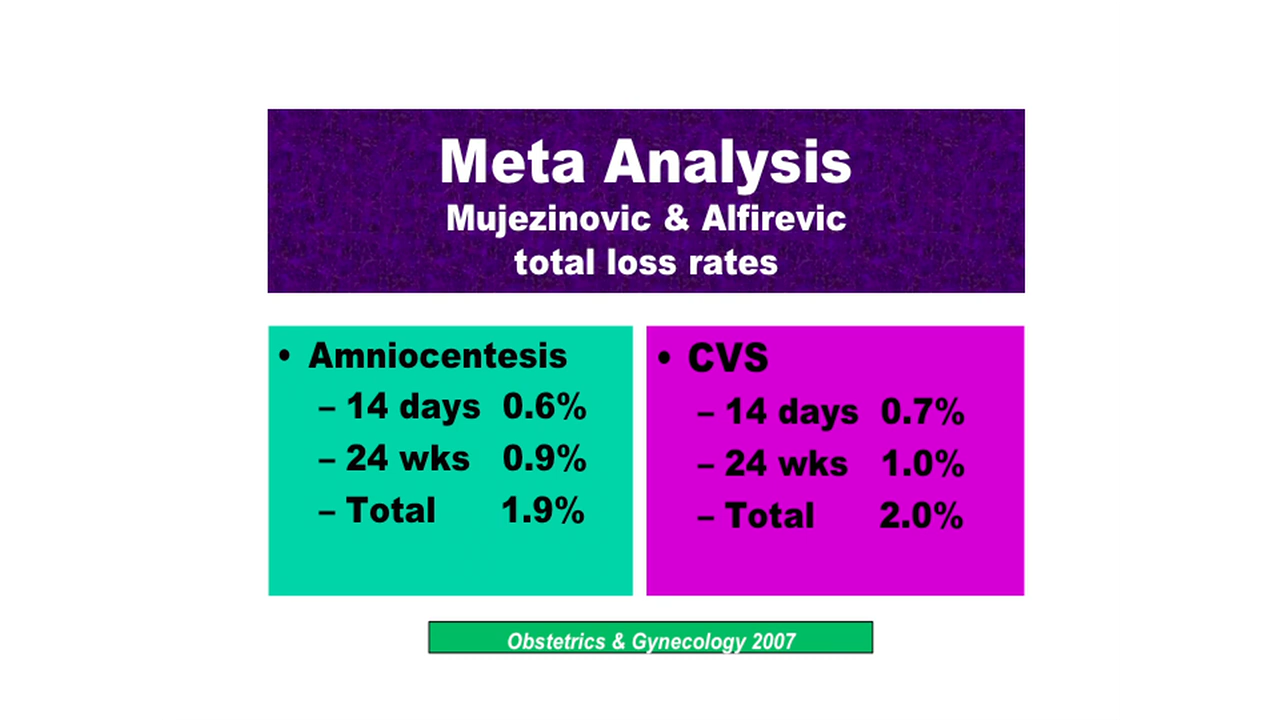 Meta Analysis
Mujezinovic & Alfirevic
total loss rates
• Amniocentesis
– 14 days 0.6%
– 24 wks 0.9%
– Total 1.9%
• CVS
– 14 days 0.7%
– 24 wks 1.0%
– Total 2.0%
Obstetrics & Gynecology 2007